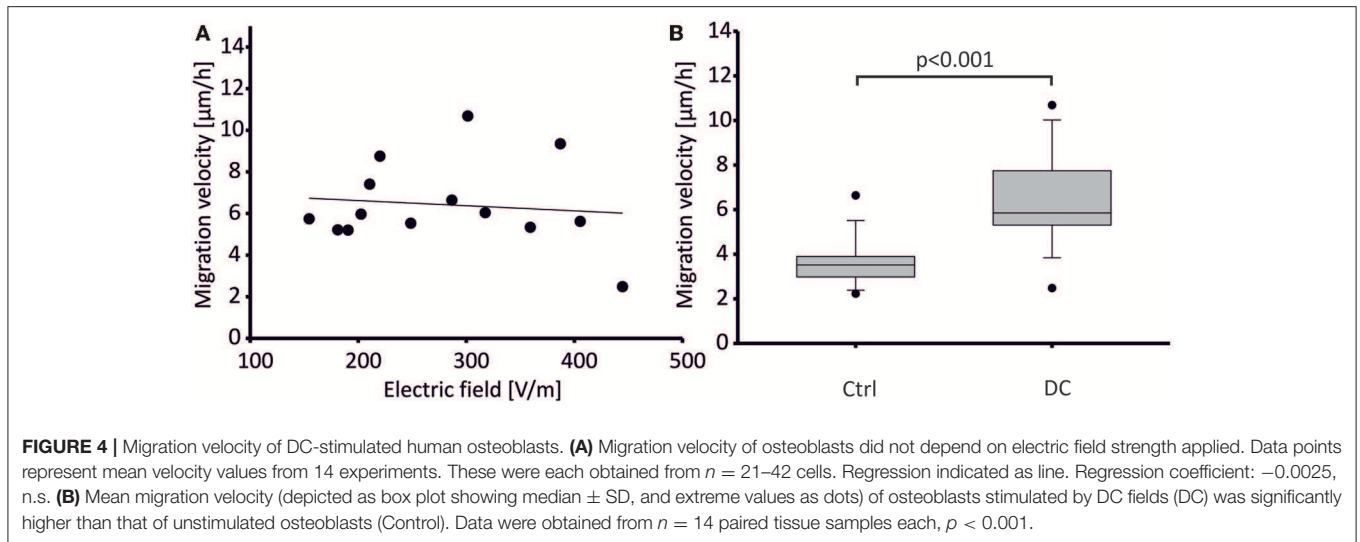 A
Migration velocity [µm/h]
14
12
10
8
6
4
2
0
100
200
300
400
500
Electric field [V/m]
B
Migration velocity [µm/h]
14
12
10
8
6
4
2
0
p<0.001
Ctrl
DC
FIGURE 4 | Migration velocity of DC-stimulated human osteoblasts. (A) Migration velocity of osteoblasts did not depend on electric field strength applied. Data points
represent mean velocity values from 14 experiments. These were each obtained from n = 21–42 cells. Regression indicated as line. Regression coefficient: −0.0025,
n.s. (B) Mean migration velocity (depicted as box plot showing median ± SD, and extreme values as dots) of osteoblasts stimulated by DC fields (DC) was significantly
higher than that of unstimulated osteoblasts (Control). Data were obtained from n = 14 paired tissue samples each, p < 0.001.